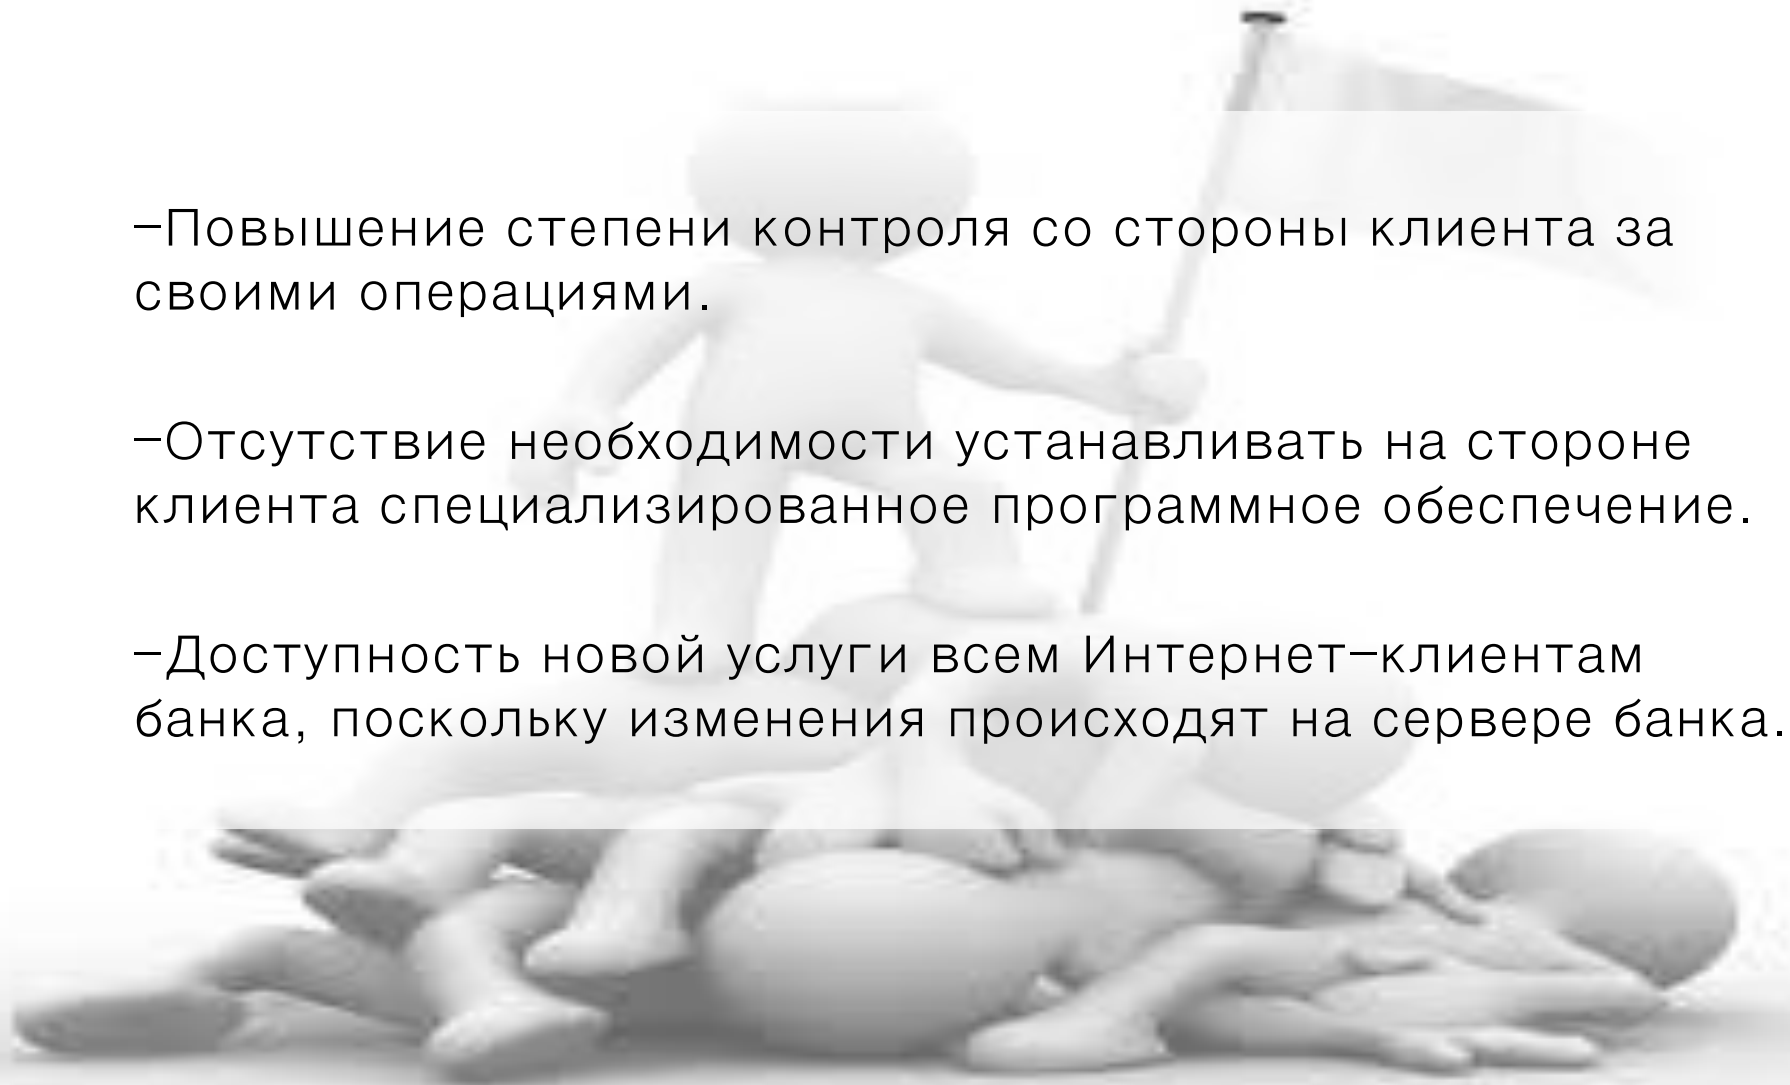 –Повышение степени контроля со стороны клиента за
своими операциями.
–Отсутствие необходимости устанавливать на стороне
клиента специализированное программное обеспечение.
–Доступность новой услуги всем Интернет–клиентам
банка, поскольку изменения происходят на сервере банка.